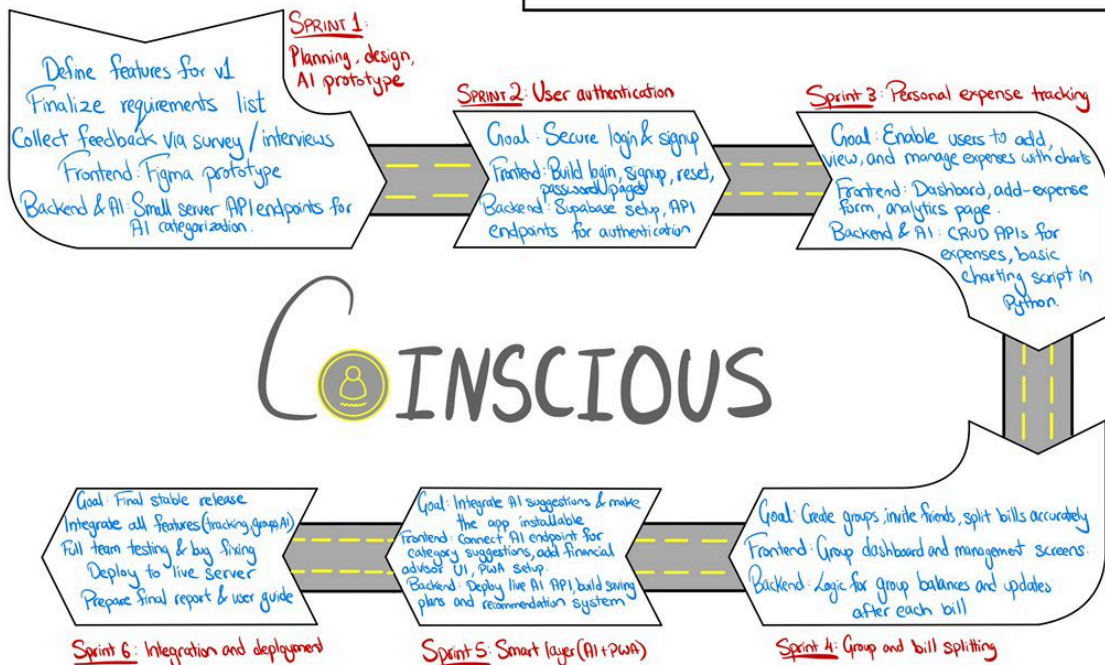 SPRINT 1:
Planning, design,
AI prototype
Define features for v1
Finalize requirements list
Collect feedback via survey / interviews
Frontend: Figma prototype
Backend & AI: Small server API endpoints for
AI categorization.
SPRINT 2: User authentication
Goal: Secure login & signup
Frontend: Build login, signup, reset,
password pages
Backend: Supabase setup, API
endpoints for authentication
Sprint 3: Personal expense tracking
Goal: Enable users to add,
view, and manage expenses with charts
Frontend: Dashboard, add-expense
form, analytics page.
Backend & AI: CRUD APIs for
expenses, basic
charting script in
Python.
COINSCIOUS
Goal: Create groups, invite friends, split bills accurately
Frontend: Group dashboard and management screens.
Backend: Logic for group balances and updates
after each bill
Sprint 4: Group and bill splitting
Goal: Integrate AI suggestions & make
the app installable
Frontend: Connect AI endpoint for
category suggestions, add financial
advisor UI, PWA setup.
Backend: Deploy live AI API, build saving
plans and recommendation system
Sprint 5: Smart layer (AI + PWA)
Goal: Final stable release
Integrate all features (tracking, group, AI)
Full team testing & bug fixing
Deploy to live server
Prepare final report & user guide
Sprint 6: Integration and deployment